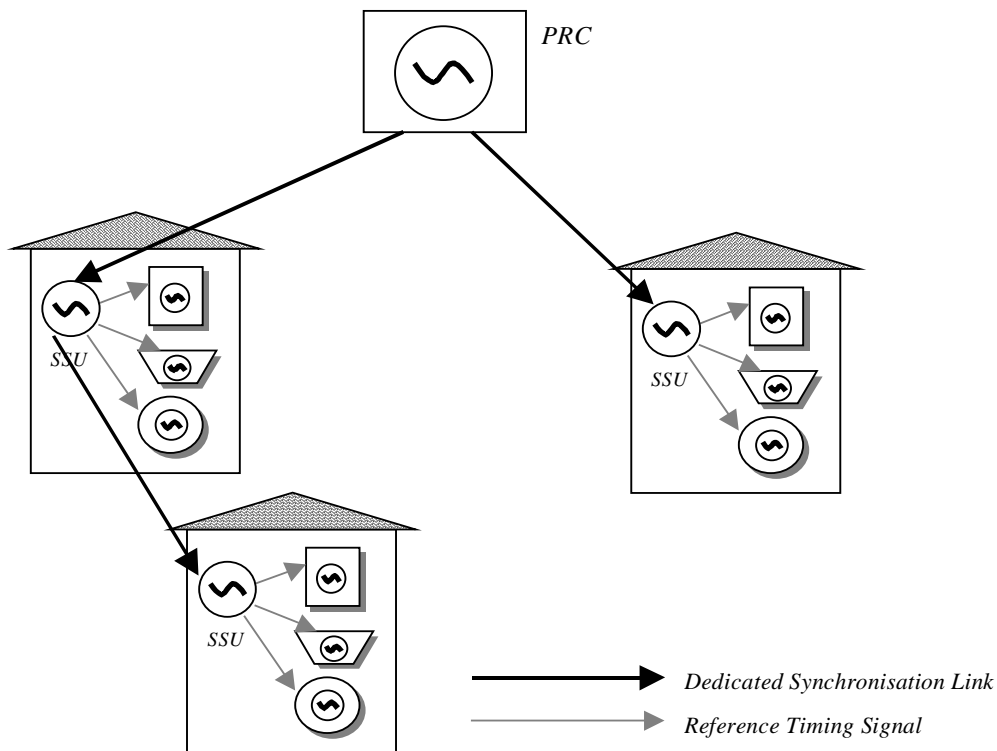 PRC
SSU
SSU
SSU
Dedicated Synchronisation Link
Reference Timing Signal